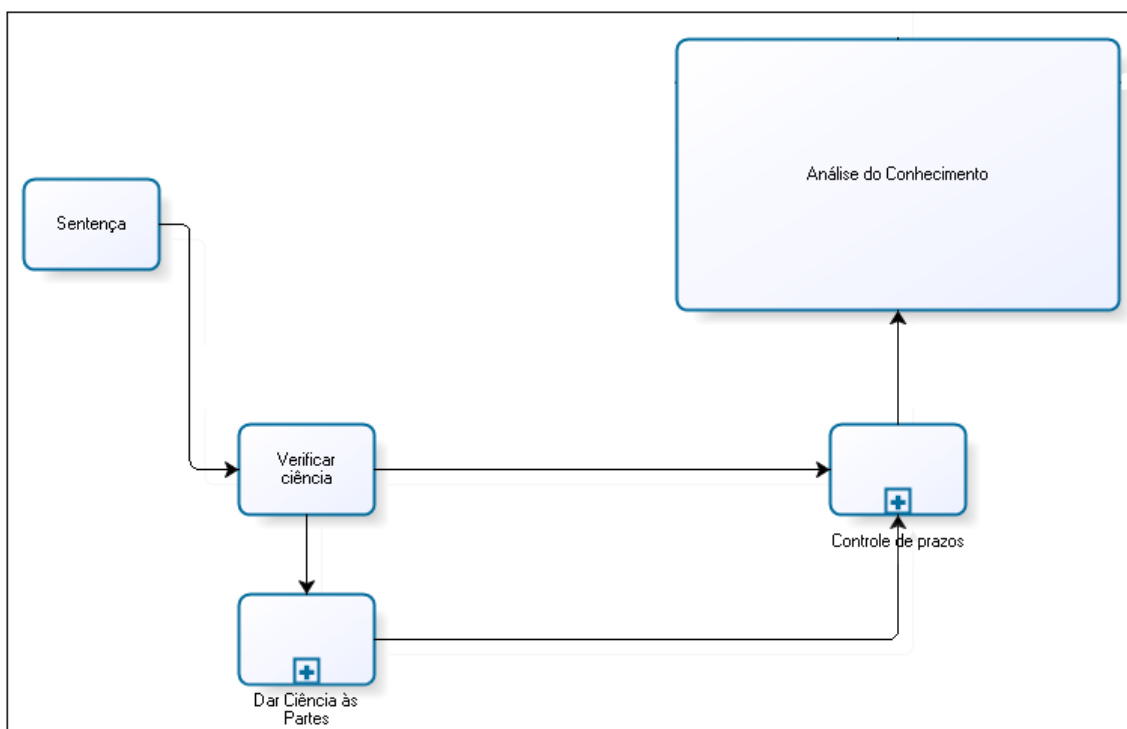 Análise do Conhecimento
Sentença
Verificar
ciência
Controle de prazos
Dar Ciência às
Partes